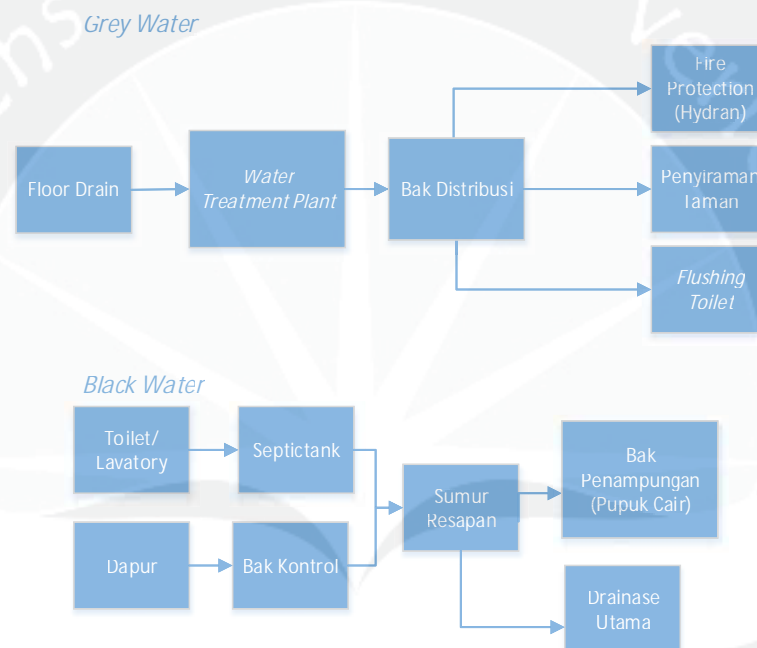 Grey Water
Fire
Protection
(Hydran)
Floor Drain
Water
Treatment Plant
Bak Distribusi
Penyiraman
Taman
Flushing
Toilet
Black Water
Toilet/
Lavatory
Septictank
Dapur
Bak Kontrol
Sumur
Resapan
Bak
Penampungan
(Pupuk Cair)
Drainase
Utama